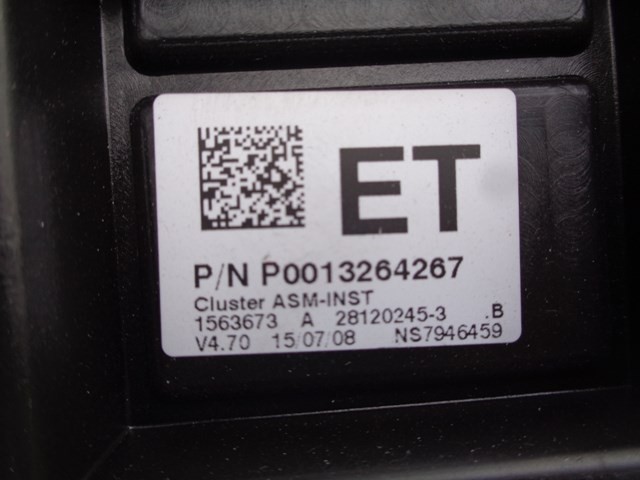 ET
P/N P0013264267
Cluster ASM-INST
1563673 A 28120245-3 .B
V4.70 15/07/08 NS7946459